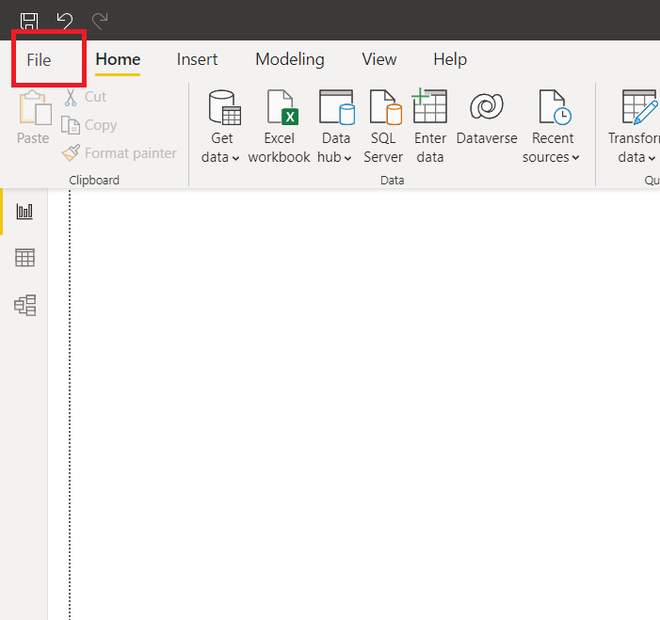 File Home Insert Modeling View Help
Paste
Cut
Copy
Format painter
Clipboard
Get
data
Excel
workbook
Data
hub
SQL
Server
Enter
data
Dataverse
Recent
sources
Data
Transfor
data
Qu